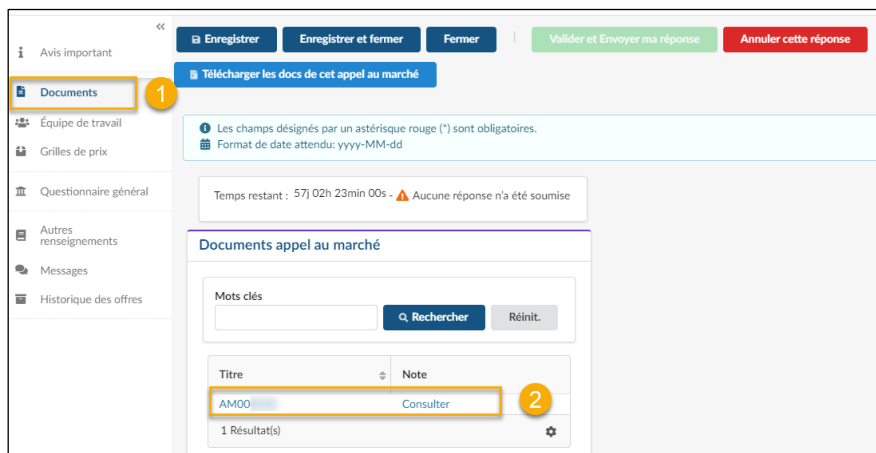 «
Avis important
Documents
1
Équipe de travail
Grilles de prix
Questionnaire général
Autres
renseignements
Messages
Historique des offres
Enregistrer Enregistrer et fermer Fermer Valider et Envoyer ma réponse Annuler cette réponse
Télécharger les docs de cet appel au marché
Les champs désignés par un astérisque rouge (*) sont obligatoires.
Format de date attendu: yyyy-MM-dd
Temps restant : 57j 02h 23min 00s - Aucune réponse n'a été soumise
Documents appel au marché
Mots clés
Rechercher Réinit.
Titre Note
AM00 Consulter
2
1 Résultat(s)